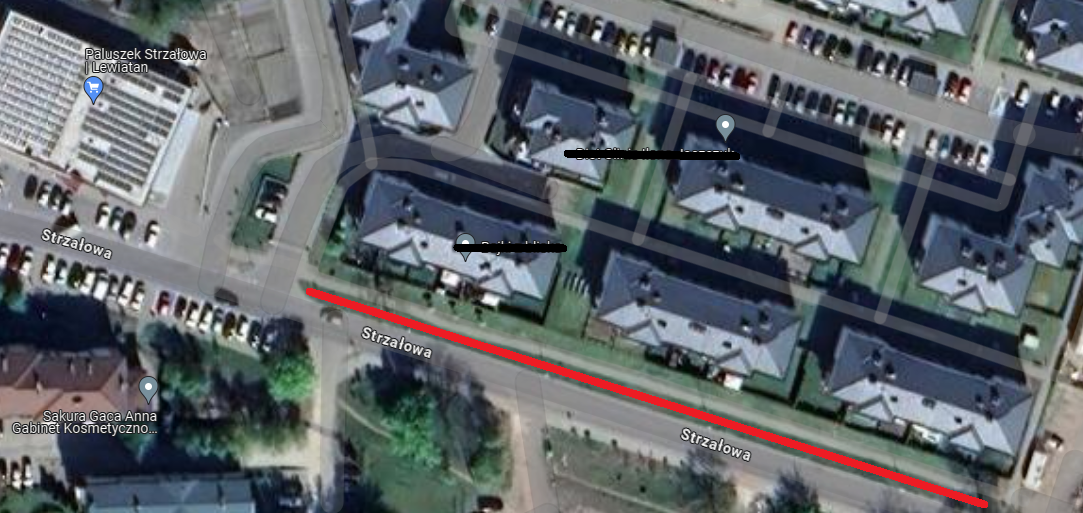 Paluszek Strzałowa
| Lewiatan
Strzałowa
Strzałowa
Sakura Gaca Anna
Gabinet Kosmetyczno...
Strzałowa